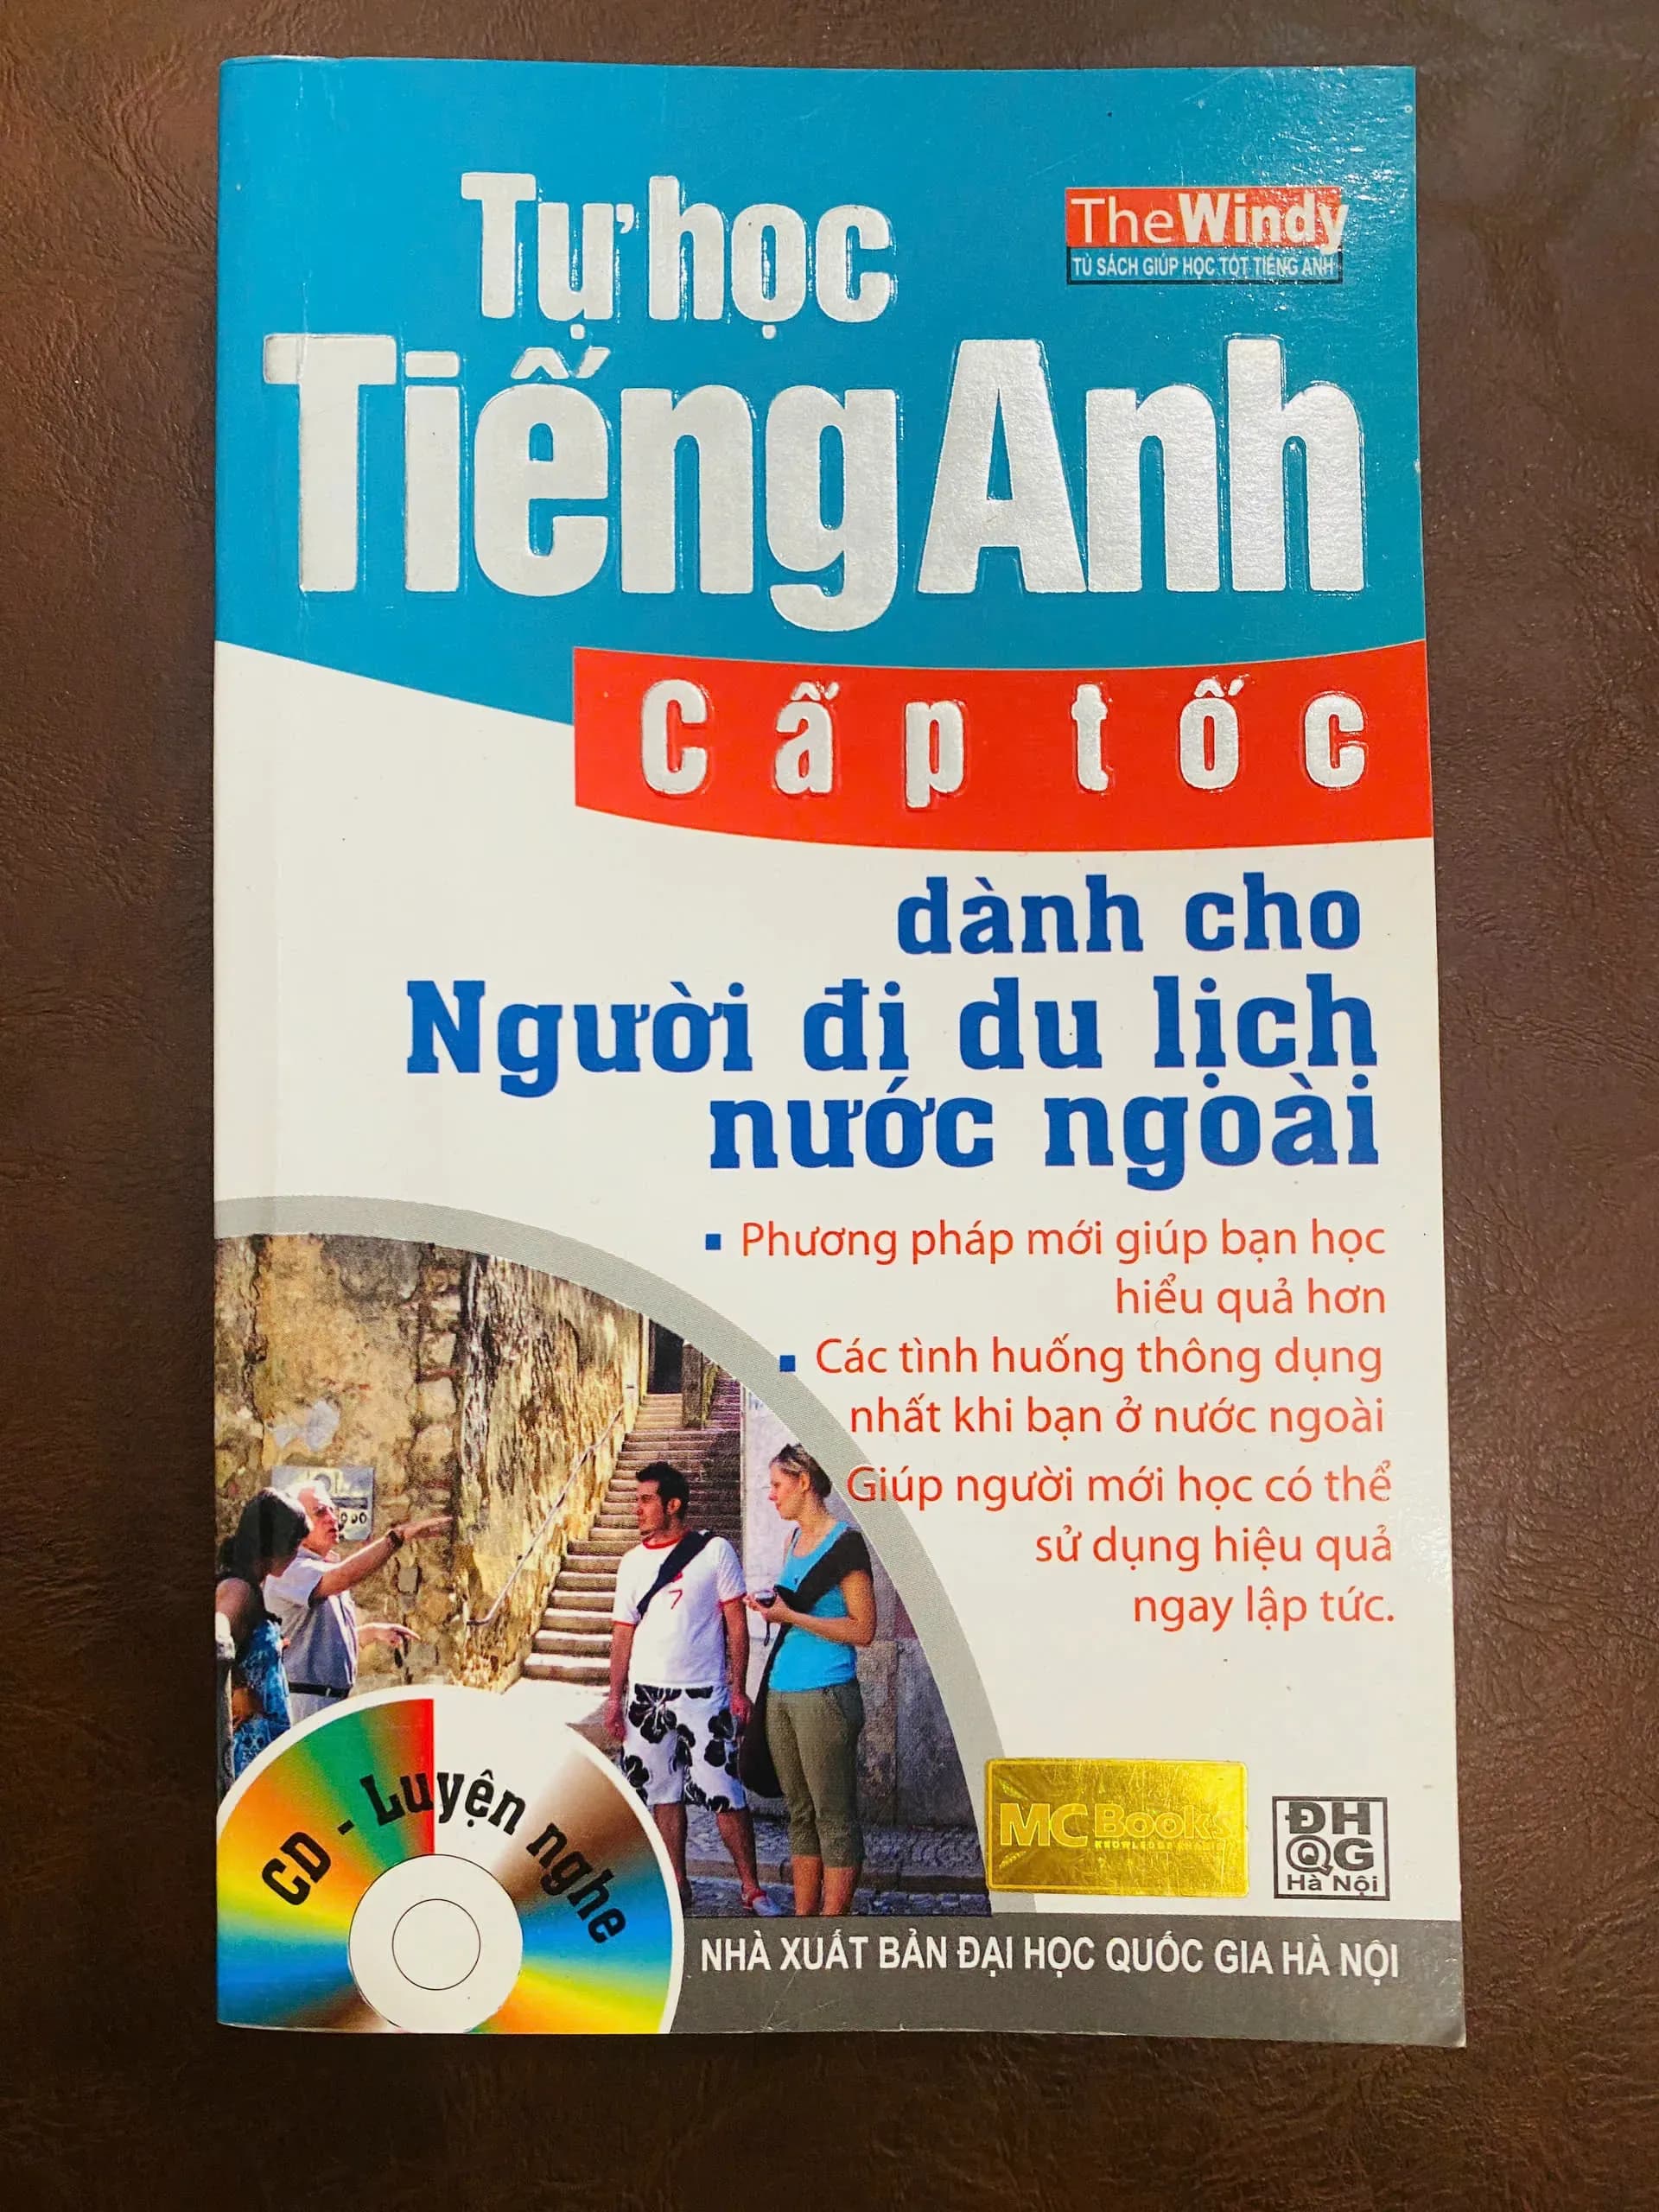 Tự học
TheWindy
TỦ SÁCH GIÚP HỌC TỐT TIẾNG ANH
Tiếng Anh
Cấp tốc
dành cho
Người đi du lịch
nước ngoài
▪ Phương pháp mới giúp bạn học
hiểu quả hơn
▪ Các tình huống thông dụng
nhất khi bạn ở nước ngoài
Giúp người mới học có thể
sử dụng hiệu quả
ngay lập tức.
CD - Luyện nghe
MCBooks
ĐH
QG
Hà Nội
NHÀ XUẤT BẢN ĐẠI HỌC QUỐC GIA HÀ NỘI